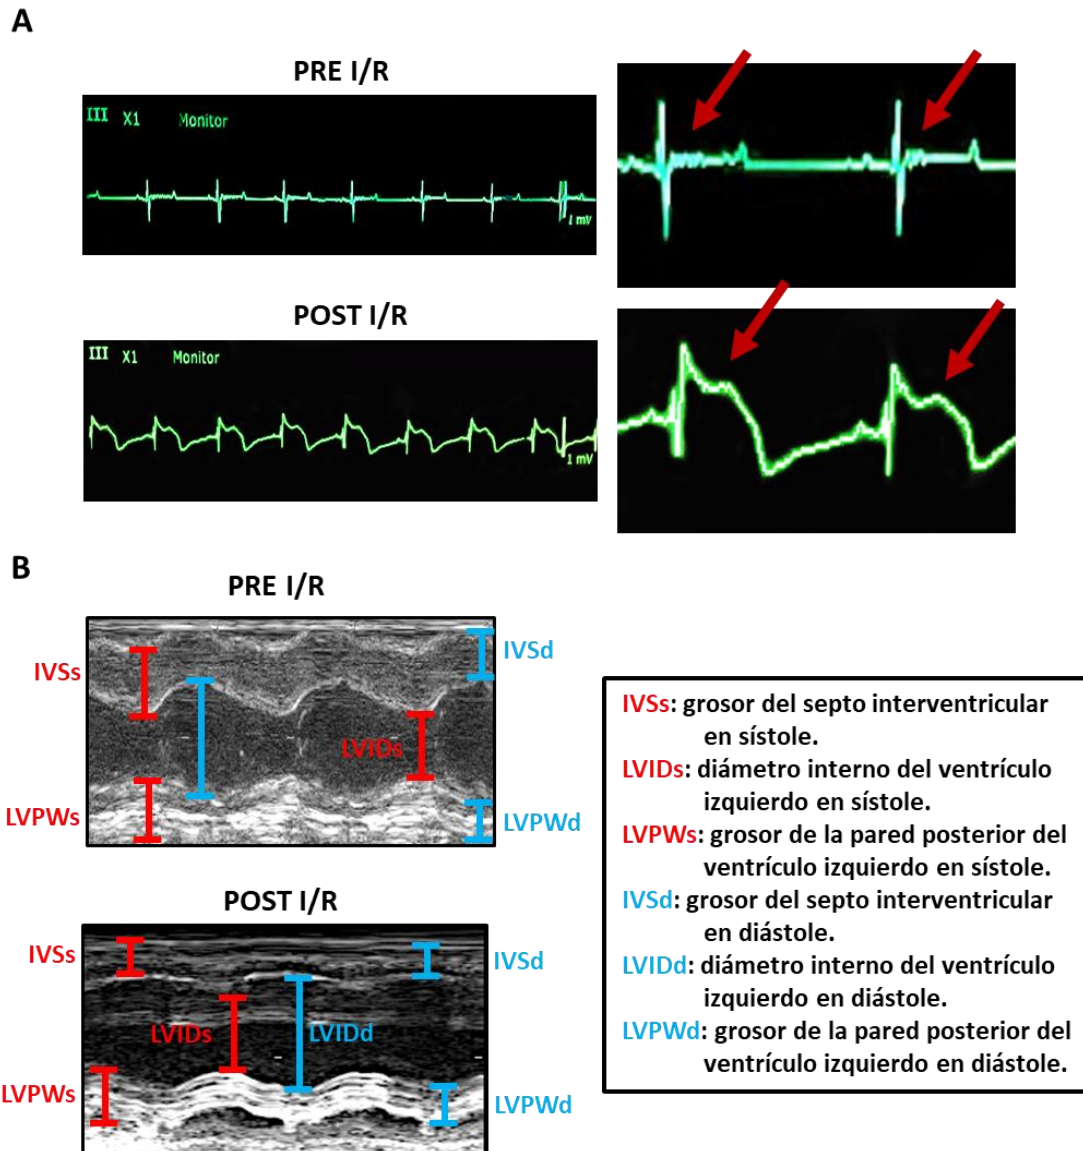 A
PRE I/R
III X1 Monitor
1 mV
POST I/R
III X1 Monitor
1 mV
B
PRE I/R
IVSs
IVSd
LVIDs
LVPWs
LVPWd
POST I/R
IVSs
IVSd
LVIDs
LVIDd
LVPWs
LVPWd
IVSs: grosor del septo interventricular
en sístole.
LVIDs: diámetro interno del ventrículo
izquierdo en sístole.
LVPWs: grosor de la pared posterior del
ventrículo izquierdo en sístole.
IVSd: grosor del septo interventricular
en diástole.
LVIDd: diámetro interno del ventrículo
izquierdo en diástole.
LVPWd: grosor de la pared posterior del
ventrículo izquierdo en diástole.